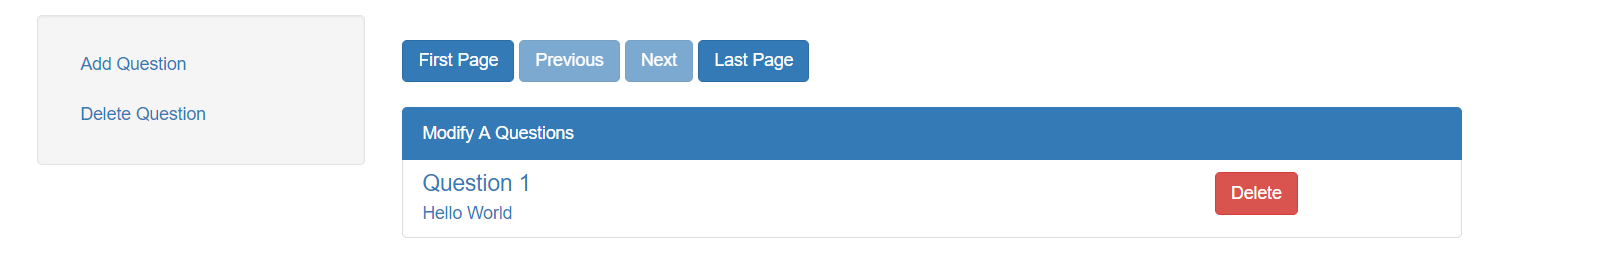 Add Question
Delete Question
First Page Previous Next Last Page
Modify A Questions
Question 1
Hello World
Delete